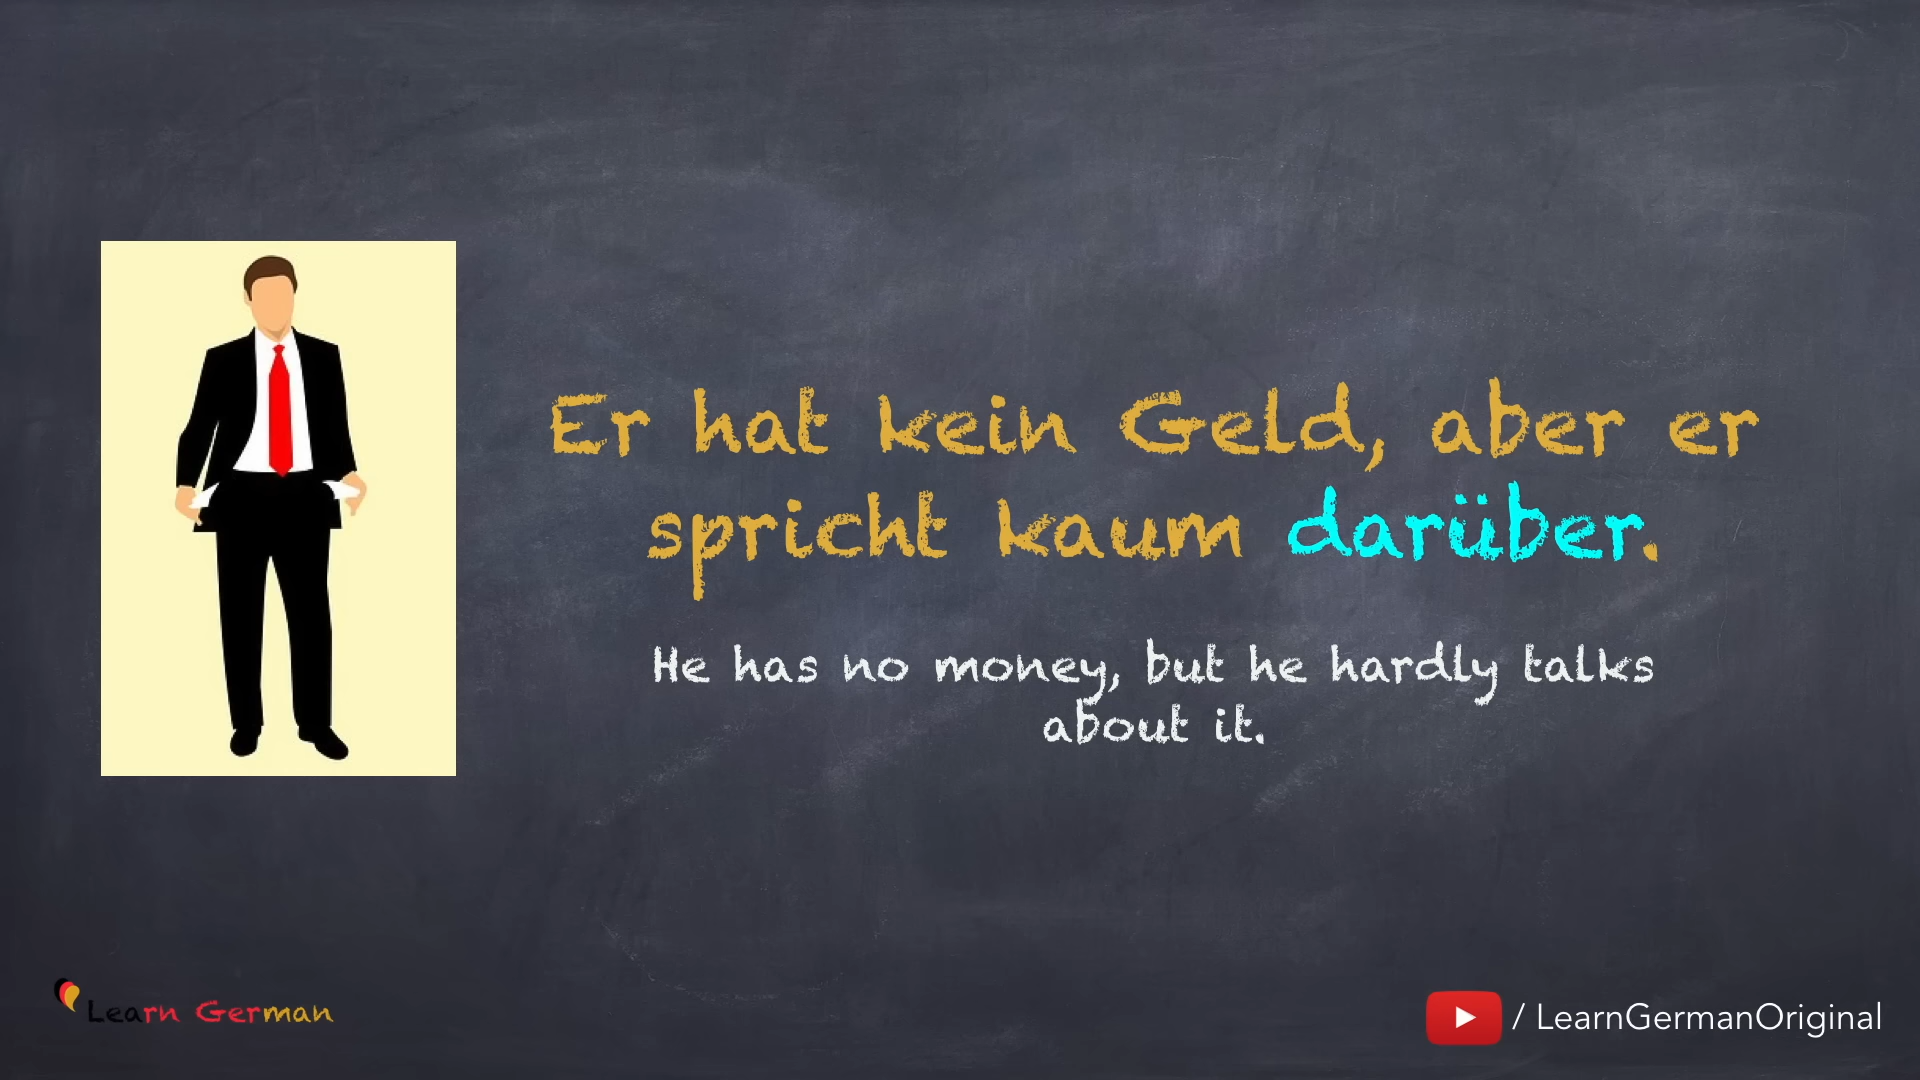 Er hat kein Geld, aber er
spricht kaum darüber.
He has no money, but he hardly talks
about it.
Learn German
/ LearnGermanOriginal